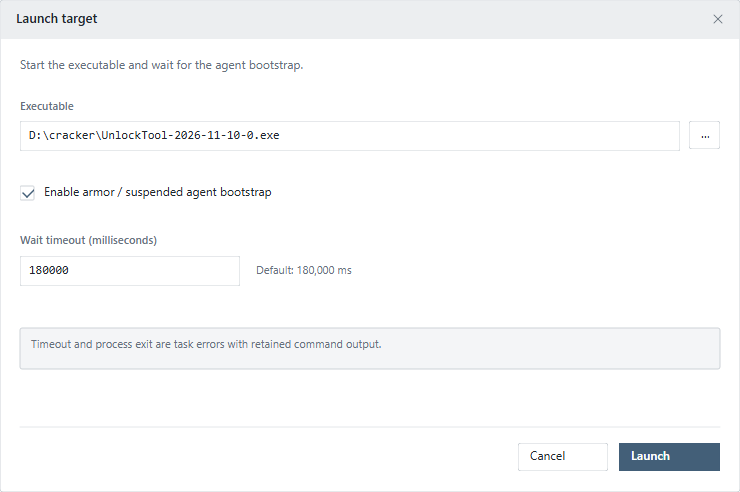 Launch target
Start the executable and wait for the agent bootstrap.
Executable
D:\cracker\UnlockTool-2026-11-10-0.exe
...
Enable armor / suspended agent bootstrap
Wait timeout (milliseconds)
180000
Default: 180,000 ms
Timeout and process exit are task errors with retained command output.
Cancel
Launch